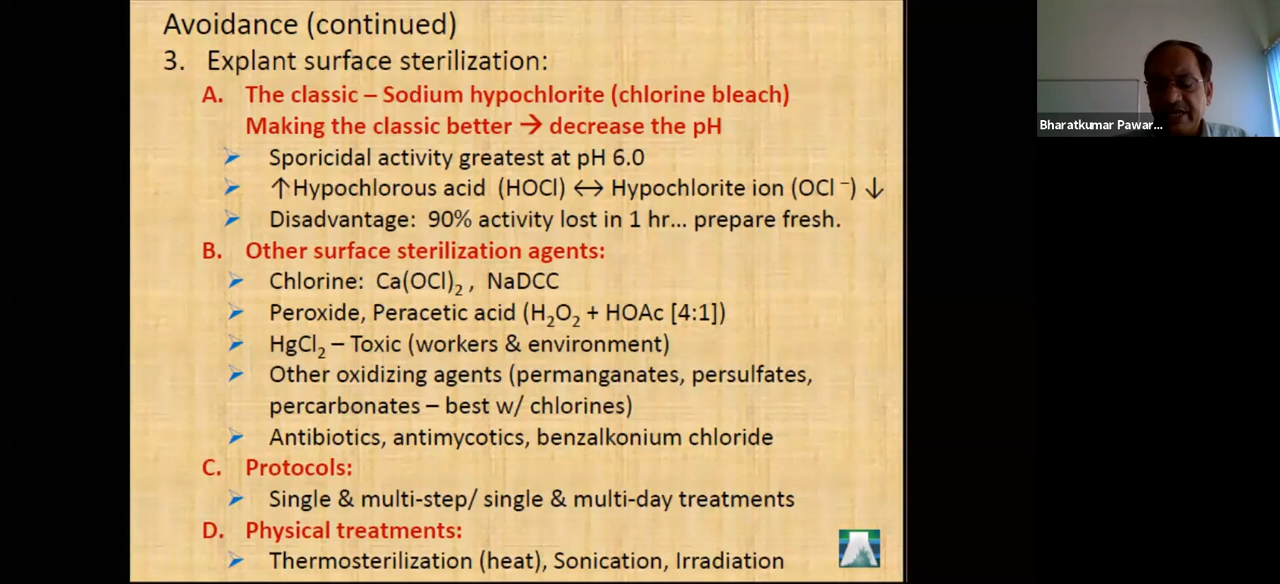 Avoidance (continued)
3. Explant surface sterilization:
A. The classic – Sodium hypochlorite (chlorine bleach)
Making the classic better → decrease the pH
➢ Sporicidal activity greatest at pH 6.0
➢ ↑Hypochlorous acid (HOCl) ↔ Hypochlorite ion (OCl ⁻) ↓
➢ Disadvantage: 90% activity lost in 1 hr... prepare fresh.
B. Other surface sterilization agents:
➢ Chlorine: Ca(OCl)₂ , NaDCC
➢ Peroxide, Peracetic acid (H₂O₂ + HOAc [4:1])
➢ HgCl₂ – Toxic (workers & environment)
➢ Other oxidizing agents (permanganates, persulfates,
percarbonates – best w/ chlorines)
➢ Antibiotics, antimycotics, benzalkonium chloride
C. Protocols:
➢ Single & multi-step/ single & multi-day treatments
D. Physical treatments:
➢ Thermosterilization (heat), Sonication, Irradiation
Bharatkumar Pawar...